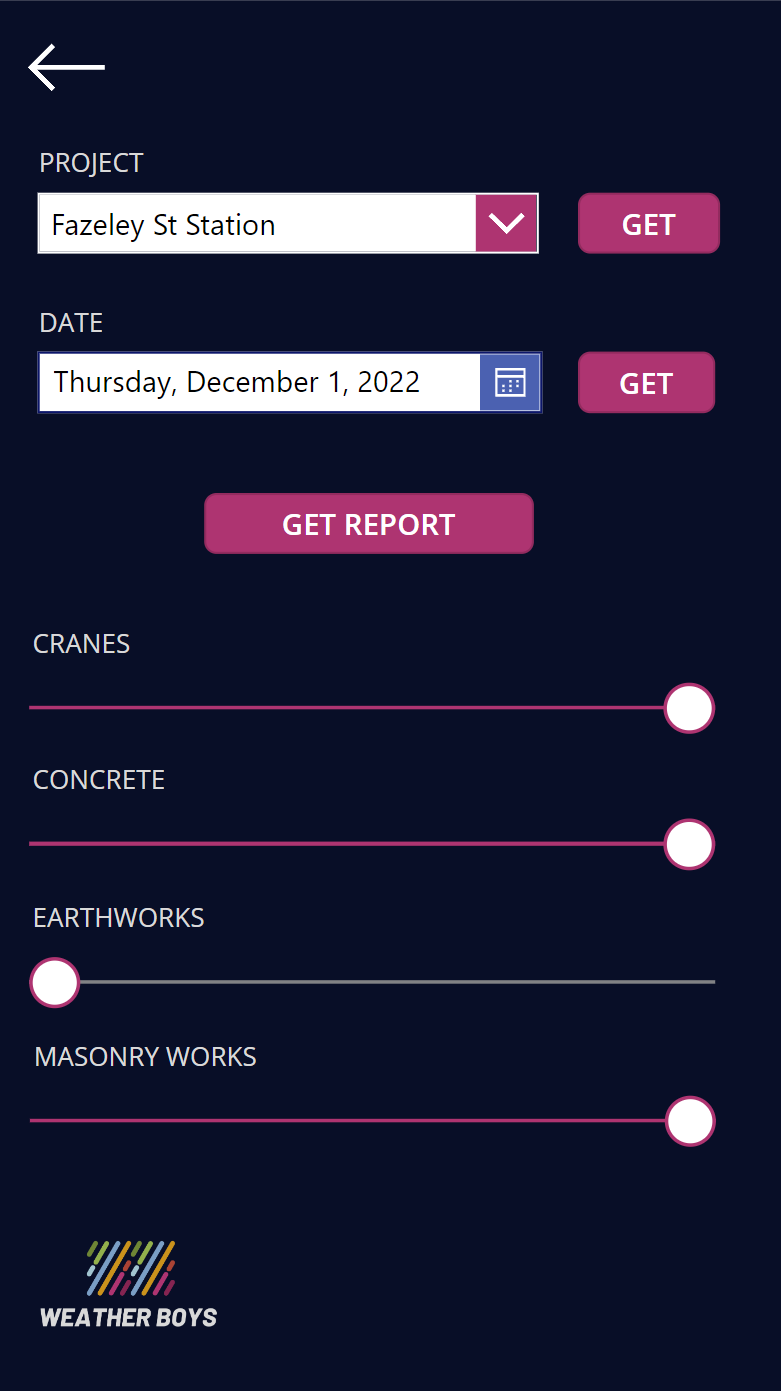 PROJECT
Fazeley St Station
GET
DATE
Thursday, December 1, 2022
GET
GET REPORT
CRANES
CONCRETE
EARTHWORKS
MASONRY WORKS
WEATHER BOYS